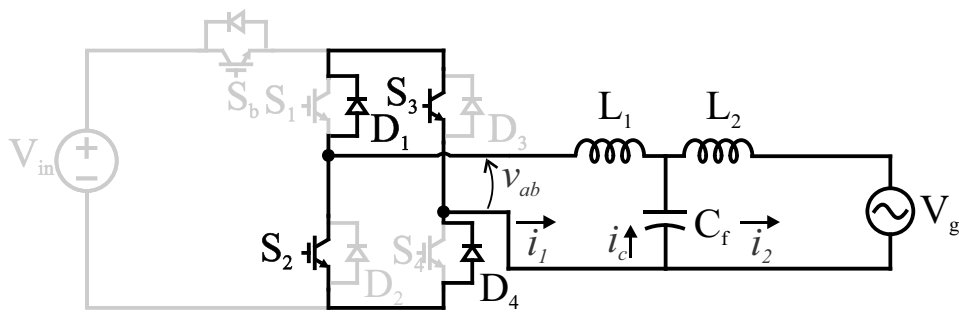 S_b
S_1
S_3
D_1
D_3
V_in
v_ab
L_1
L_2
S_2
D_2
S_4
D_4
i_1
i_c
C_f
i_2
V_g